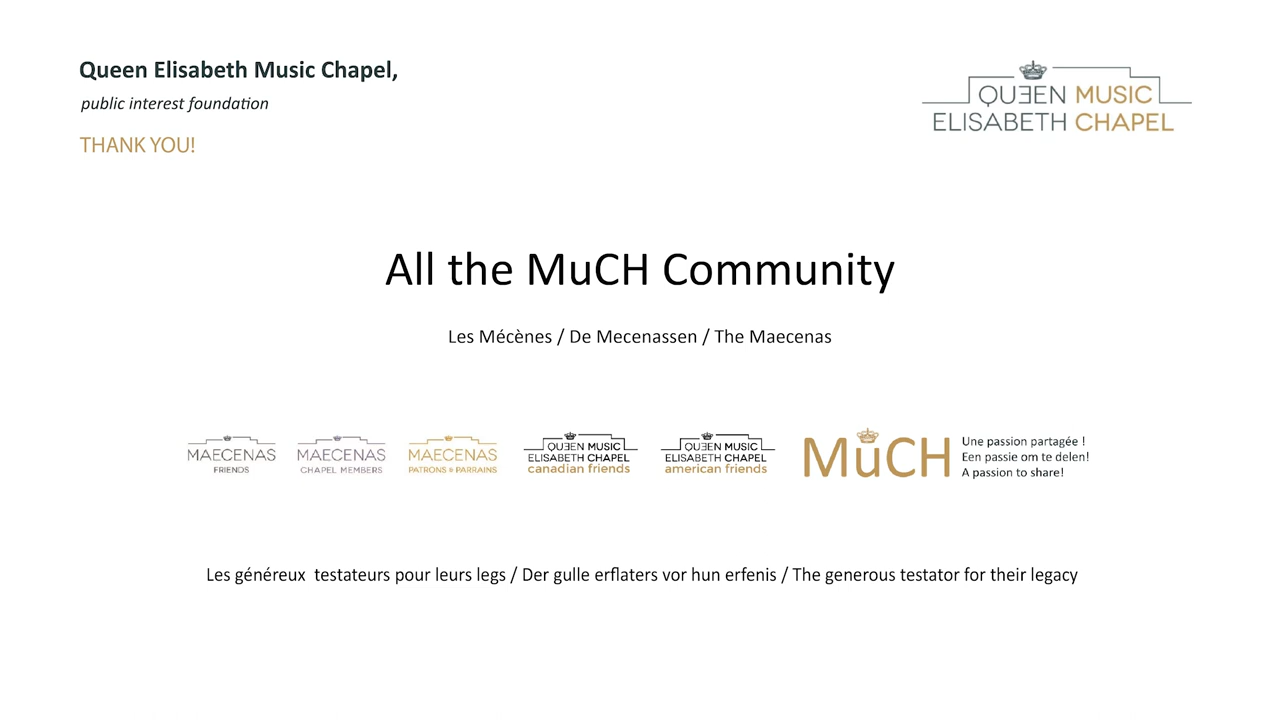 Queen Elisabeth Music Chapel,
public interest foundation
THANK YOU!
QUƎEN MUSIC
ELISABETH CHAPEL
All the MuCH Community
Les Mécènes / De Mecenassen / The Maecenas
MAECENAS
FRIENDS
MAECENAS
CHAPEL MEMBERS
MAECENAS
PATRONS & PARRAINS
QUƎEN MUSIC
ELISABETH CHAPEL
canadian friends
QUƎEN MUSIC
ELISABETH CHAPEL
american friends
MuCH
Une passion partagée !
Een passie om te delen!
A passion to share!
Les généreux testateurs pour leurs legs / Der gulle erflaters vor hun erfenis / The generous testator for their legacy